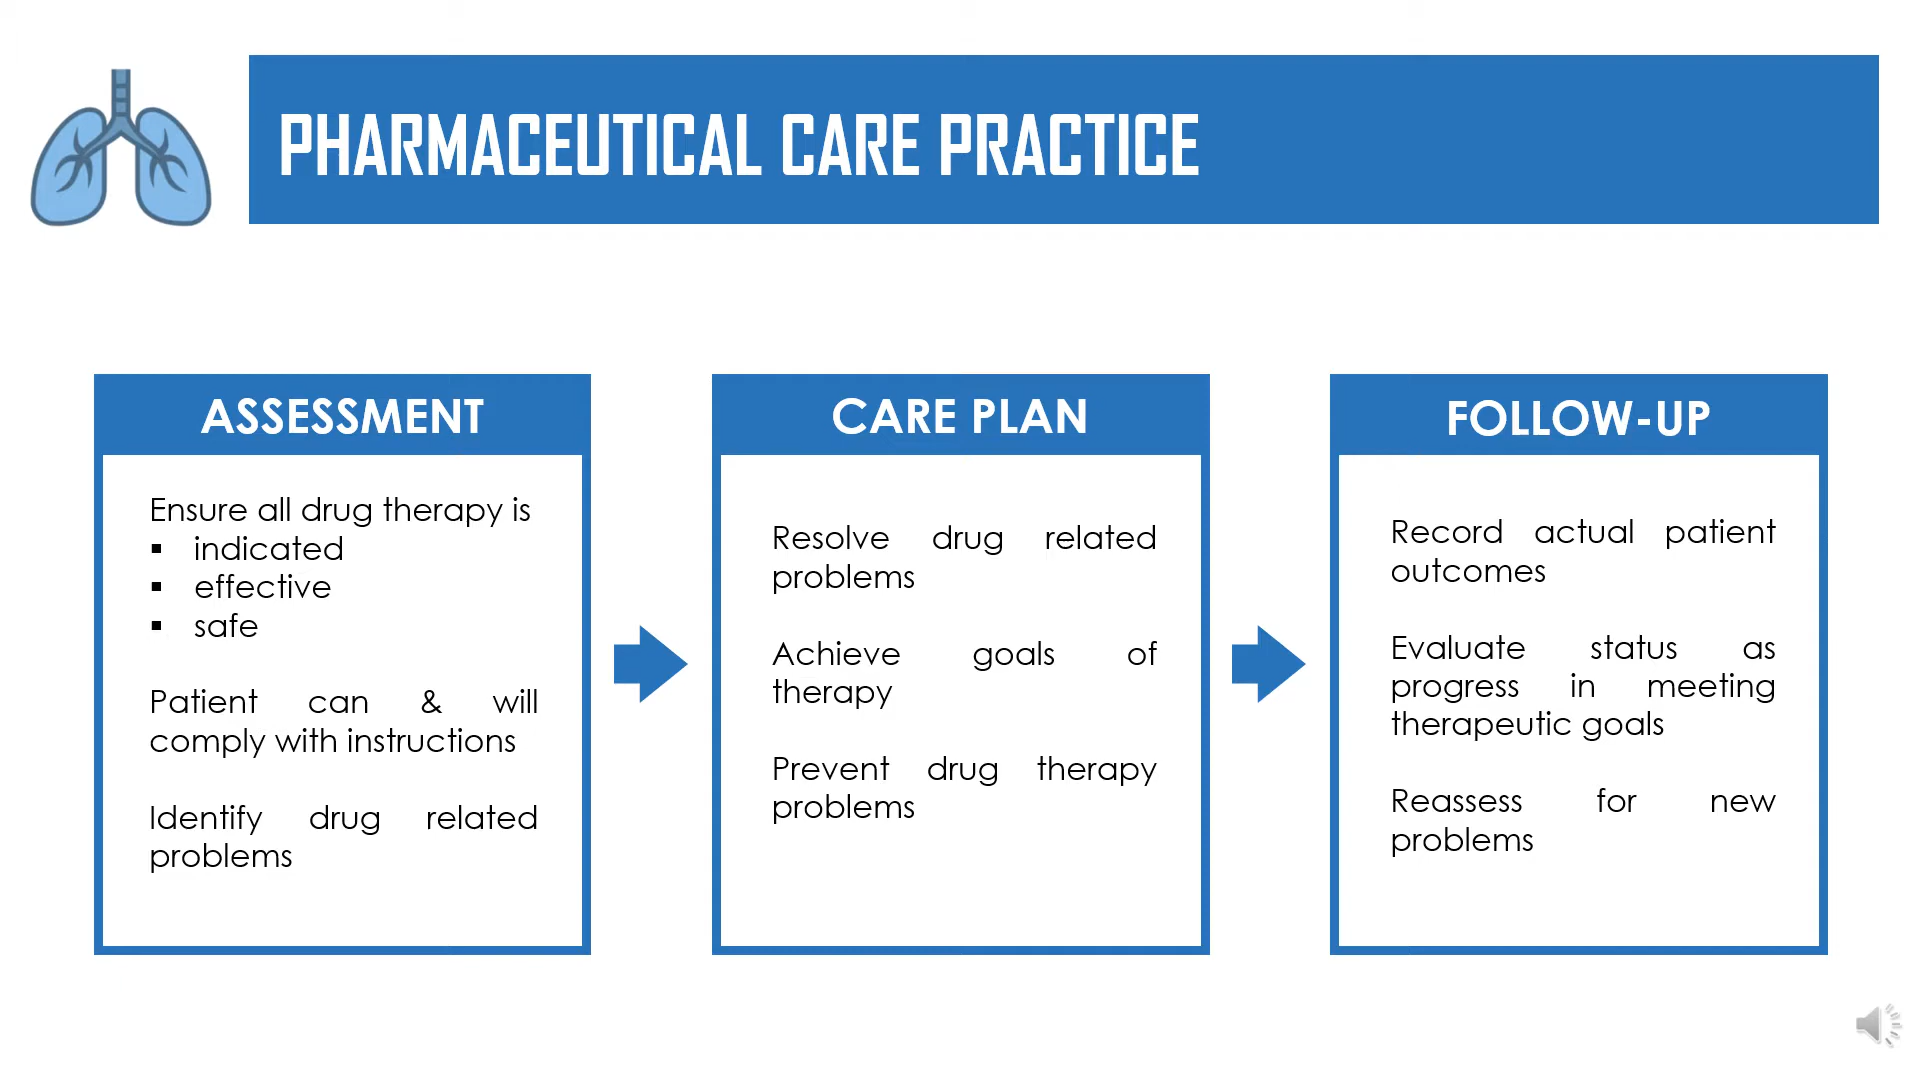 PHARMACEUTICAL CARE PRACTICE
ASSESSMENT
Ensure all drug therapy is
▪ indicated
▪ effective
▪ safe
Patient can & will
comply with instructions
Identify drug related
problems
CARE PLAN
Resolve drug related
problems
Achieve goals of
therapy
Prevent drug therapy
problems
FOLLOW-UP
Record actual patient
outcomes
Evaluate status as
progress in meeting
therapeutic goals
Reassess for new
problems